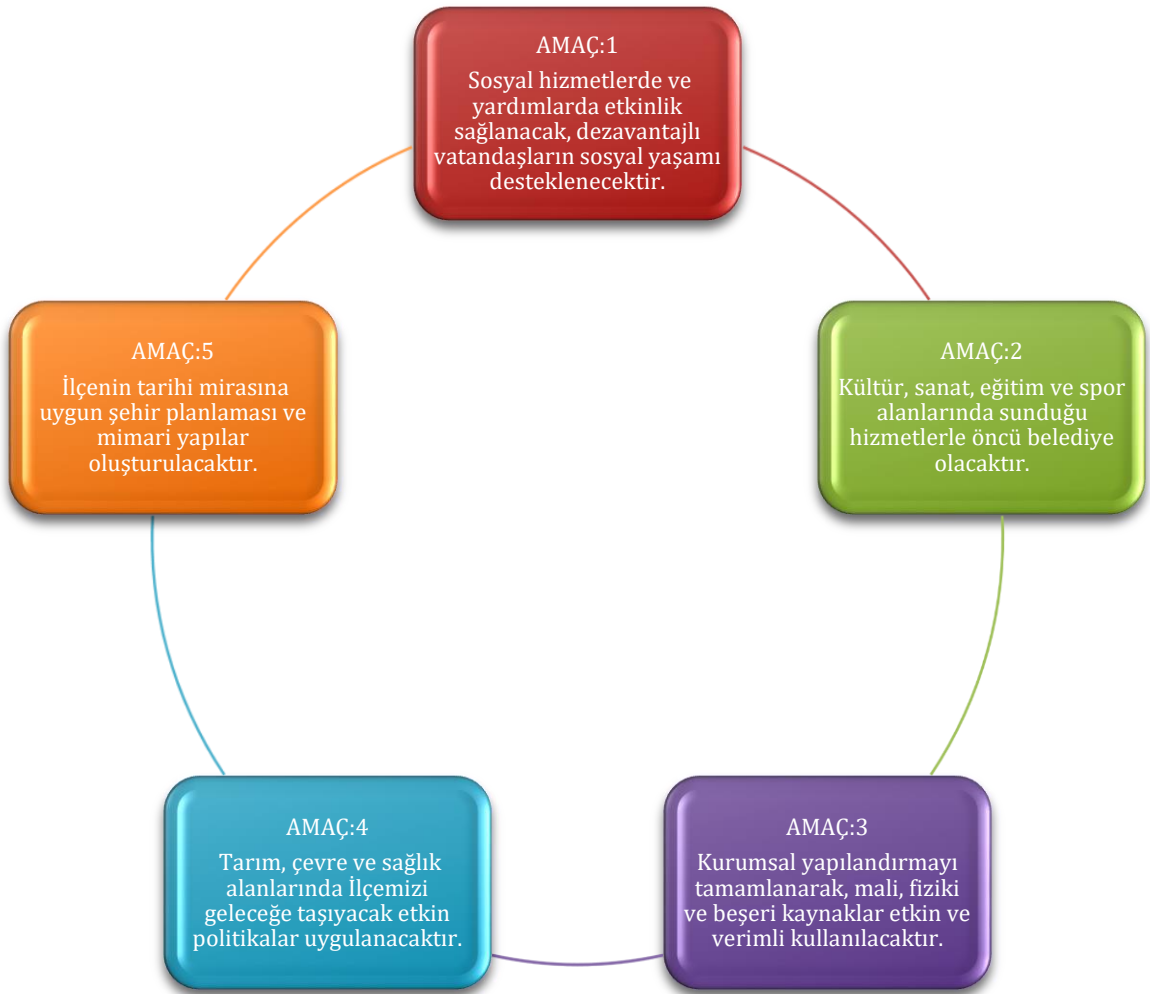 AMAÇ:1
Sosyal hizmetlerde ve
yardımlarda etkinlik
sağlanacak, dezavantajlı
vatandaşların sosyal yaşamı
desteklenecektir.
AMAÇ:2
Kültür, sanat, eğitim ve spor
alanlarında sunduğu
hizmetlerle öncü belediye
olacaktır.
AMAÇ:3
Kurumsal yapılandırmayı
tamamlanarak, mali, fiziki
ve beşeri kaynaklar etkin ve
verimli kullanılacaktır.
AMAÇ:4
Tarım, çevre ve sağlık
alanlarında İlçemizi
geleceğe taşıyacak etkin
politikalar uygulanacaktır.
AMAÇ:5
İlçenin tarihi mirasına
uygun şehir planlaması ve
mimari yapılar
oluşturulacaktır.